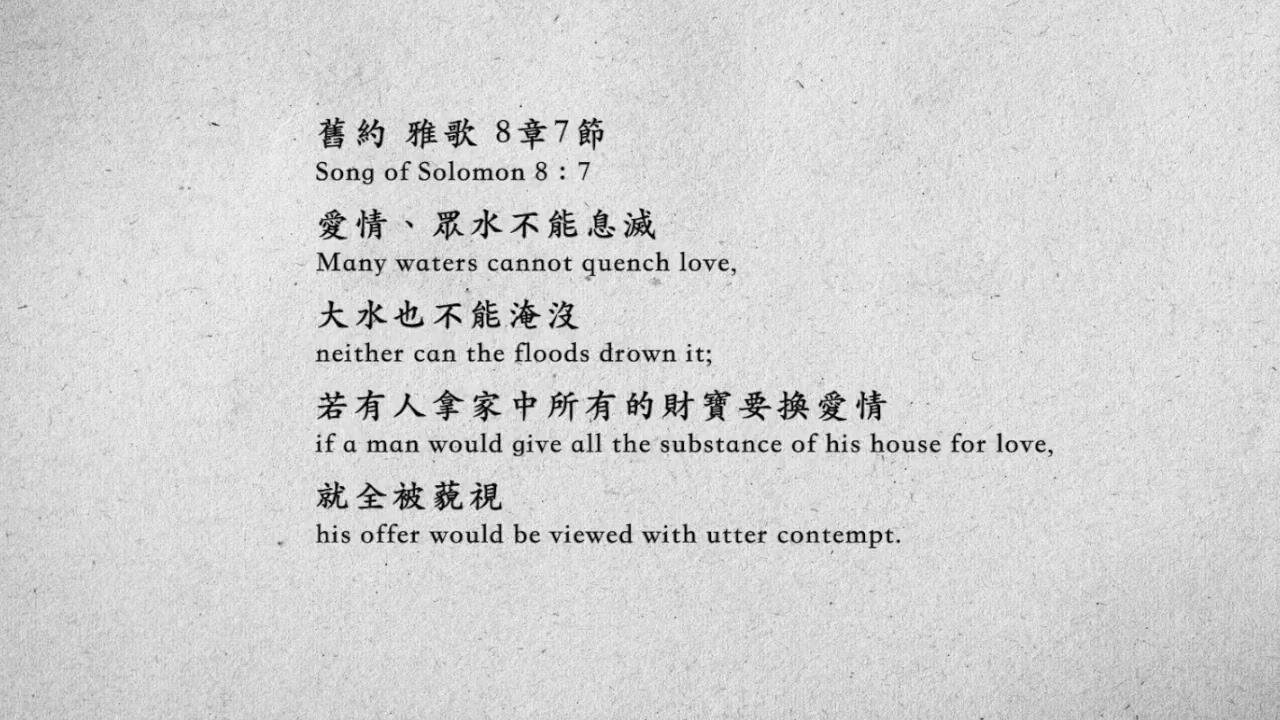 舊約 雅歌 8章7節
Song of Solomon 8：7
愛情、眾水不能息滅
Many waters cannot quench love,
大水也不能淹沒
neither can the floods drown it;
若有人拿家中所有的財寶要換愛情
if a man would give all the substance of his house for love,
就全被藐視
his offer would be viewed with utter contempt.